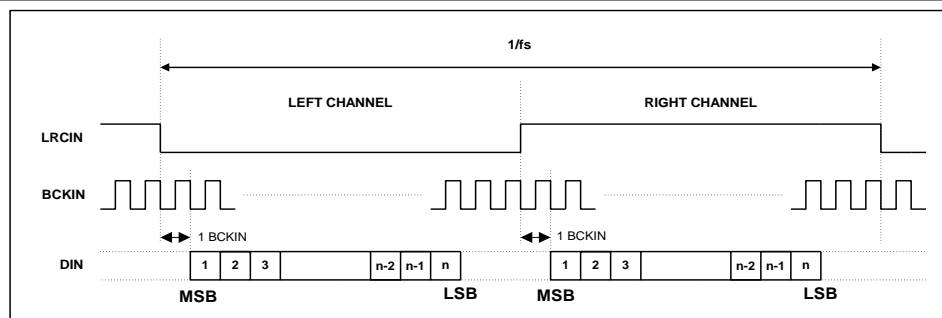 1/fs
LEFT CHANNEL RIGHT CHANNEL
LRCIN
BCKIN
1 BCKIN 1 BCKIN
DIN 1 2 3 n-2 n-1 n 1 2 3 n-2 n-1 n
MSB LSB MSB LSB